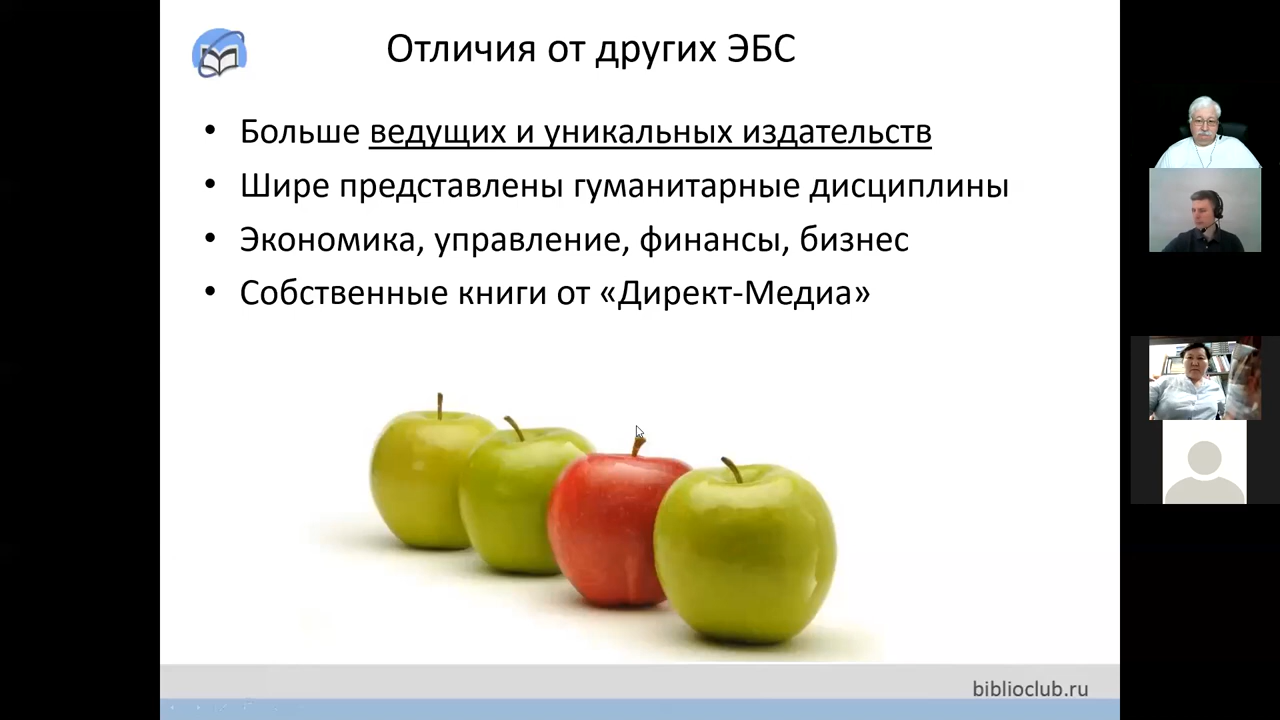 Отличия от других ЭБС
• Больше ведущих и уникальных издательств
• Шире представлены гуманитарные дисциплины
• Экономика, управление, финансы, бизнес
• Собственные книги от «Директ-Медиа»
biblioclub.ru